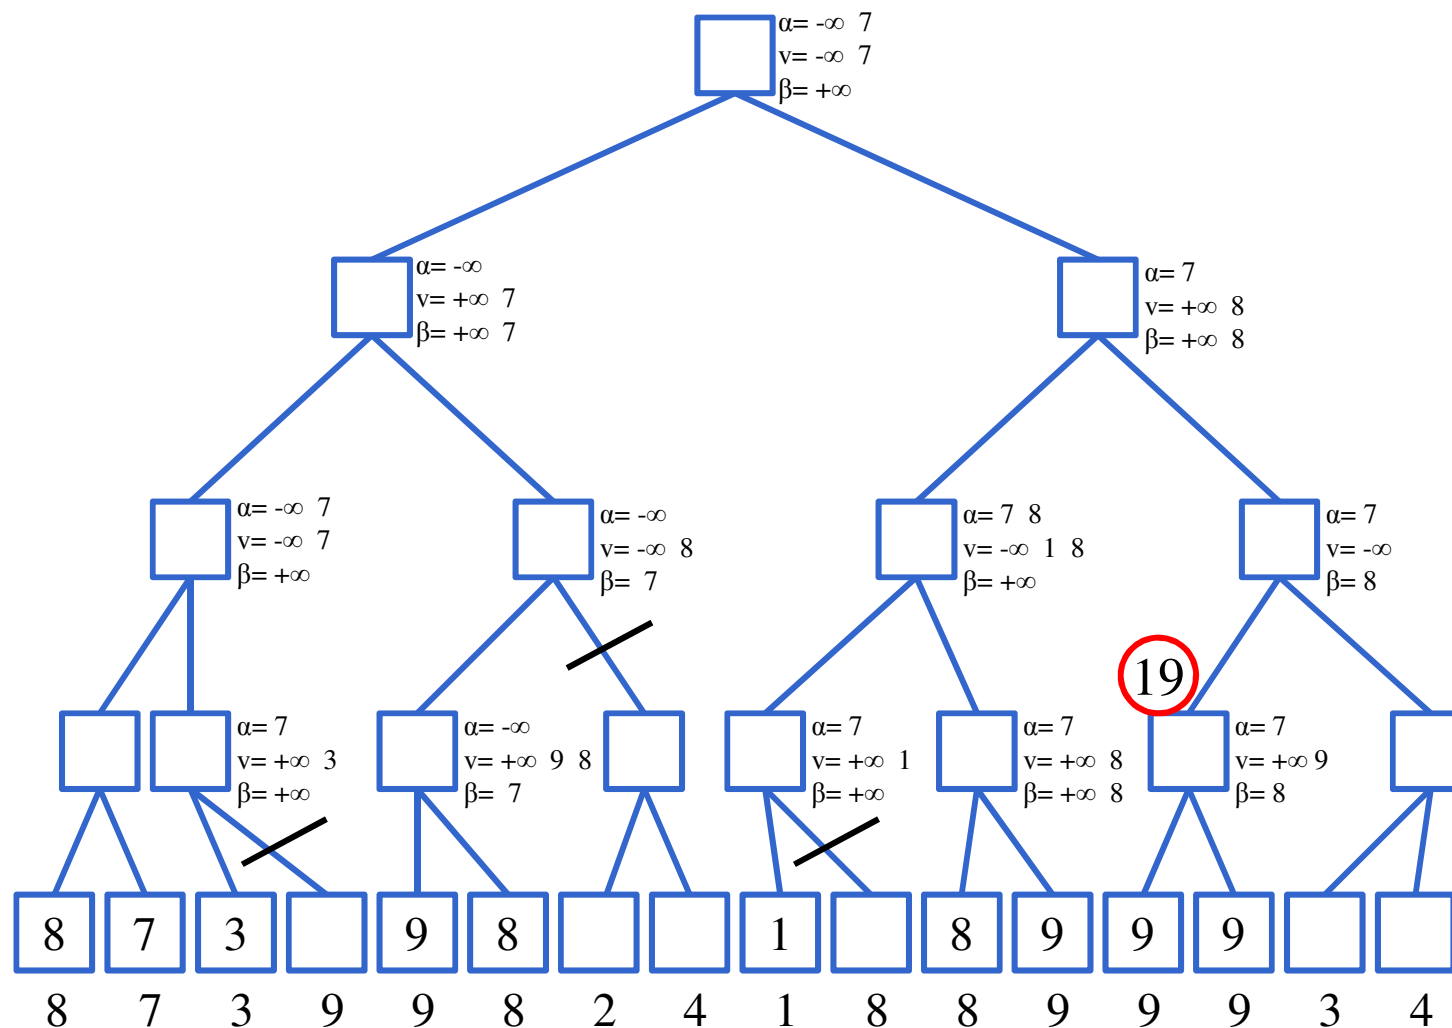 α= -∞ 7
v= -∞ 7
β= +∞
α= -∞
v= +∞ 7
β= +∞ 7
α= 7
v= +∞ 8
β= +∞ 8
α= -∞ 7
v= -∞ 7
β= +∞
α= -∞
v= -∞ 8
β= 7
α= 7 8
v= -∞ 1 8
β= +∞
α= 7
v= -∞
β= 8
19
α= 7
v= +∞ 3
β= +∞
α= -∞
v= +∞ 9 8
β= 7
α= 7
v= +∞ 1
β= +∞
α= 7
v= +∞ 8
β= +∞ 8
α= 7
v= +∞ 9
β= 8
8 7 3 9 8 1 8 9 9 9
8 7 3 9 9 8 2 4 1 8 8 9 9 9 3 4